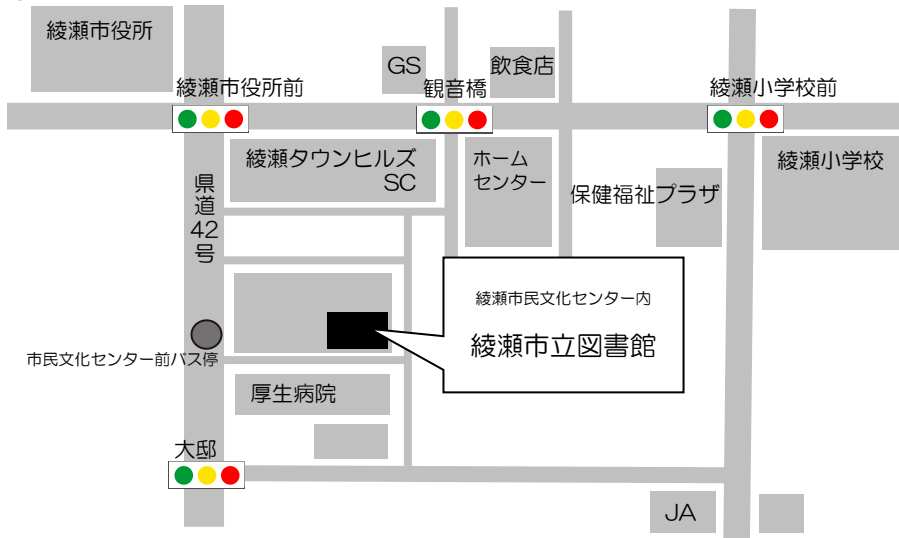 綾瀬市役所
GS
飲食店
綾瀬市役所前
観音橋
綾瀬小学校前
綾瀬タウンヒルズ
SC
ホーム
センター
綾瀬小学校
保健福祉プラザ
県道42号
綾瀬市民文化センター内
綾瀬市立図書館
市民文化センター前バス停
厚生病院
大邸
JA